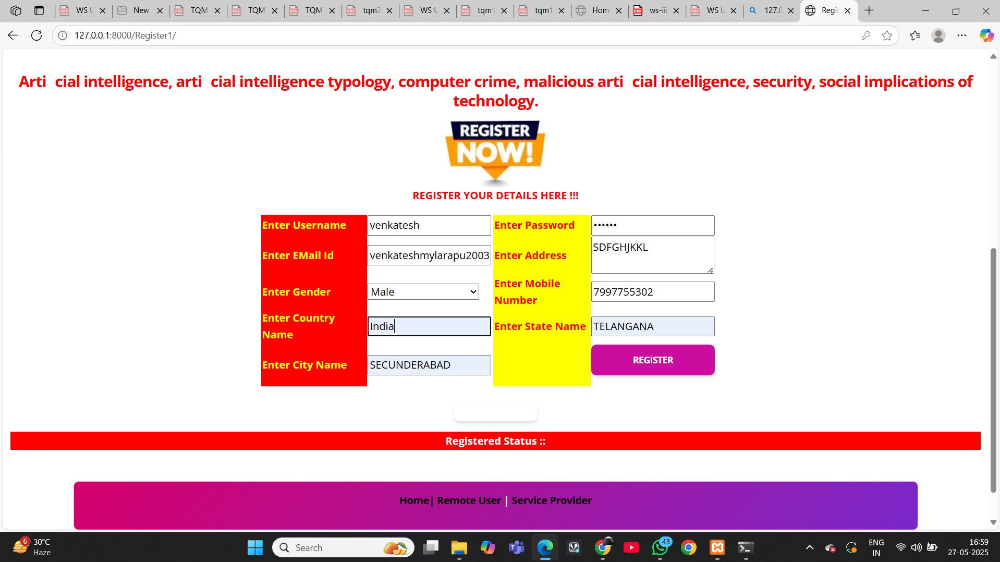 WS U
New
TQM
TQM
TQM
tqm3
WS U
tqm1
tqm1
Hom
ws-iii
WS U
127.0
Regis
127.0.0.1:8000/Register1/
Arti cial intelligence, arti cial intelligence typology, computer crime, malicious arti cial intelligence, security, social implications of
technology.
REGISTER
NOW!
REGISTER YOUR DETAILS HERE !!!
Enter Username venkatesh Enter Password ••••••
Enter EMail Id venkateshmylarapu2003 Enter Address SDFGHJKKL
Enter Gender Male Enter Mobile Number 7997755302
Enter Country Name India Enter State Name TELANGANA
Enter City Name SECUNDERABAD REGISTER
Registered Status ::
Home| Remote User | Service Provider
6
30°C
Haze
Search
43
ENG
IN
16:59
27-05-2025